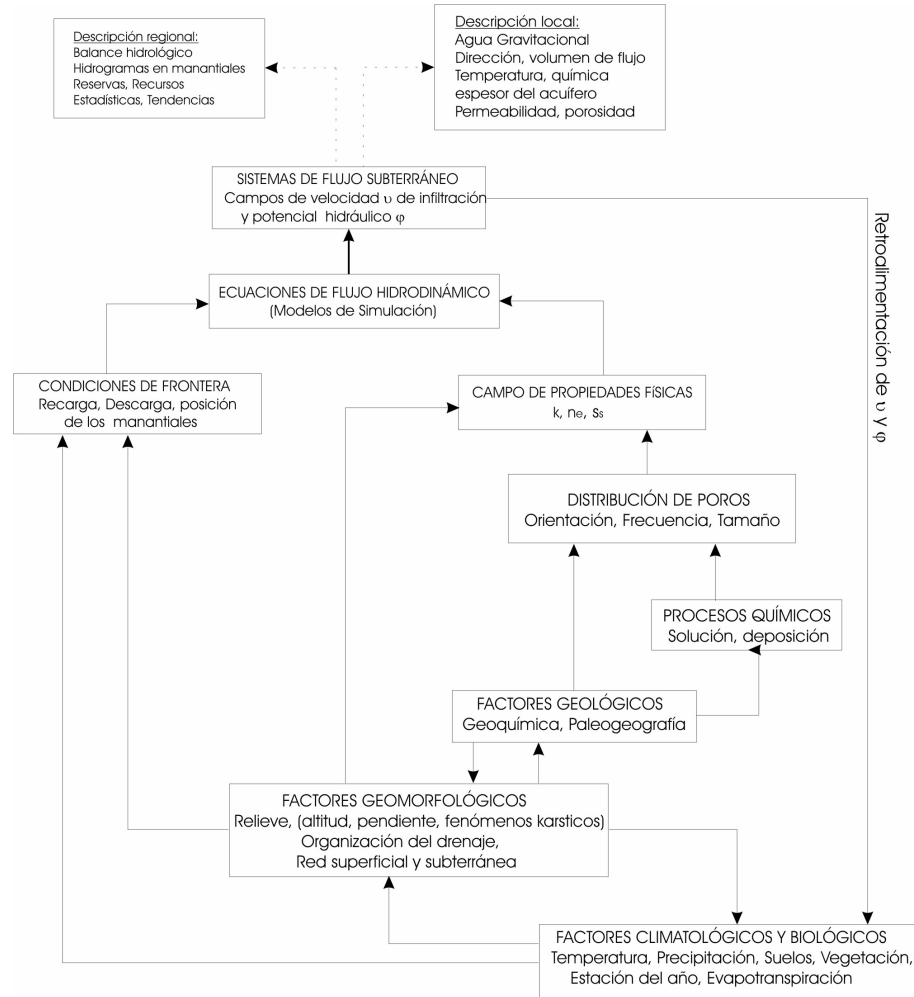 Descripción regional:
Balance hidrológico
Hidrogramas en manantiales
Reservas, Recursos
Estadísticas, Tendencias
Descripción local:
Agua Gravitacional
Dirección, volumen de flujo
Temperatura, química
espesor del acuífero
Permeabilidad, porosidad
SISTEMAS DE FLUJO SUBTERRÁNEO
Campos de velocidad υ de infiltración
y potencial hidráulico φ
Retroalimentación de υ y φ
ECUACIONES DE FLUJO HIDRODINÁMICO
(Modelos de Simulación)
CONDICIONES DE FRONTERA
Recarga, Descarga, posición
de los manantiales
CAMPO DE PROPIEDADES FÍSICAS
k, ne, ss
DISTRIBUCIÓN DE POROS
Orientación, Frecuencia, Tamaño
PROCESOS QUÍMICOS
Solución, deposición
FACTORES GEOLÓGICOS
Geoquímica, Paleogeografía
FACTORES GEOMORFOLÓGICOS
Relieve, (altitud, pendiente, fenómenos karsticos)
Organización del drenaje,
Red superficial y subterránea
FACTORES CLIMATOLÓGICOS Y BIOLÓGICOS
Temperatura, Precipitación, Suelos, Vegetación,
Estación del año, Evapotranspiración